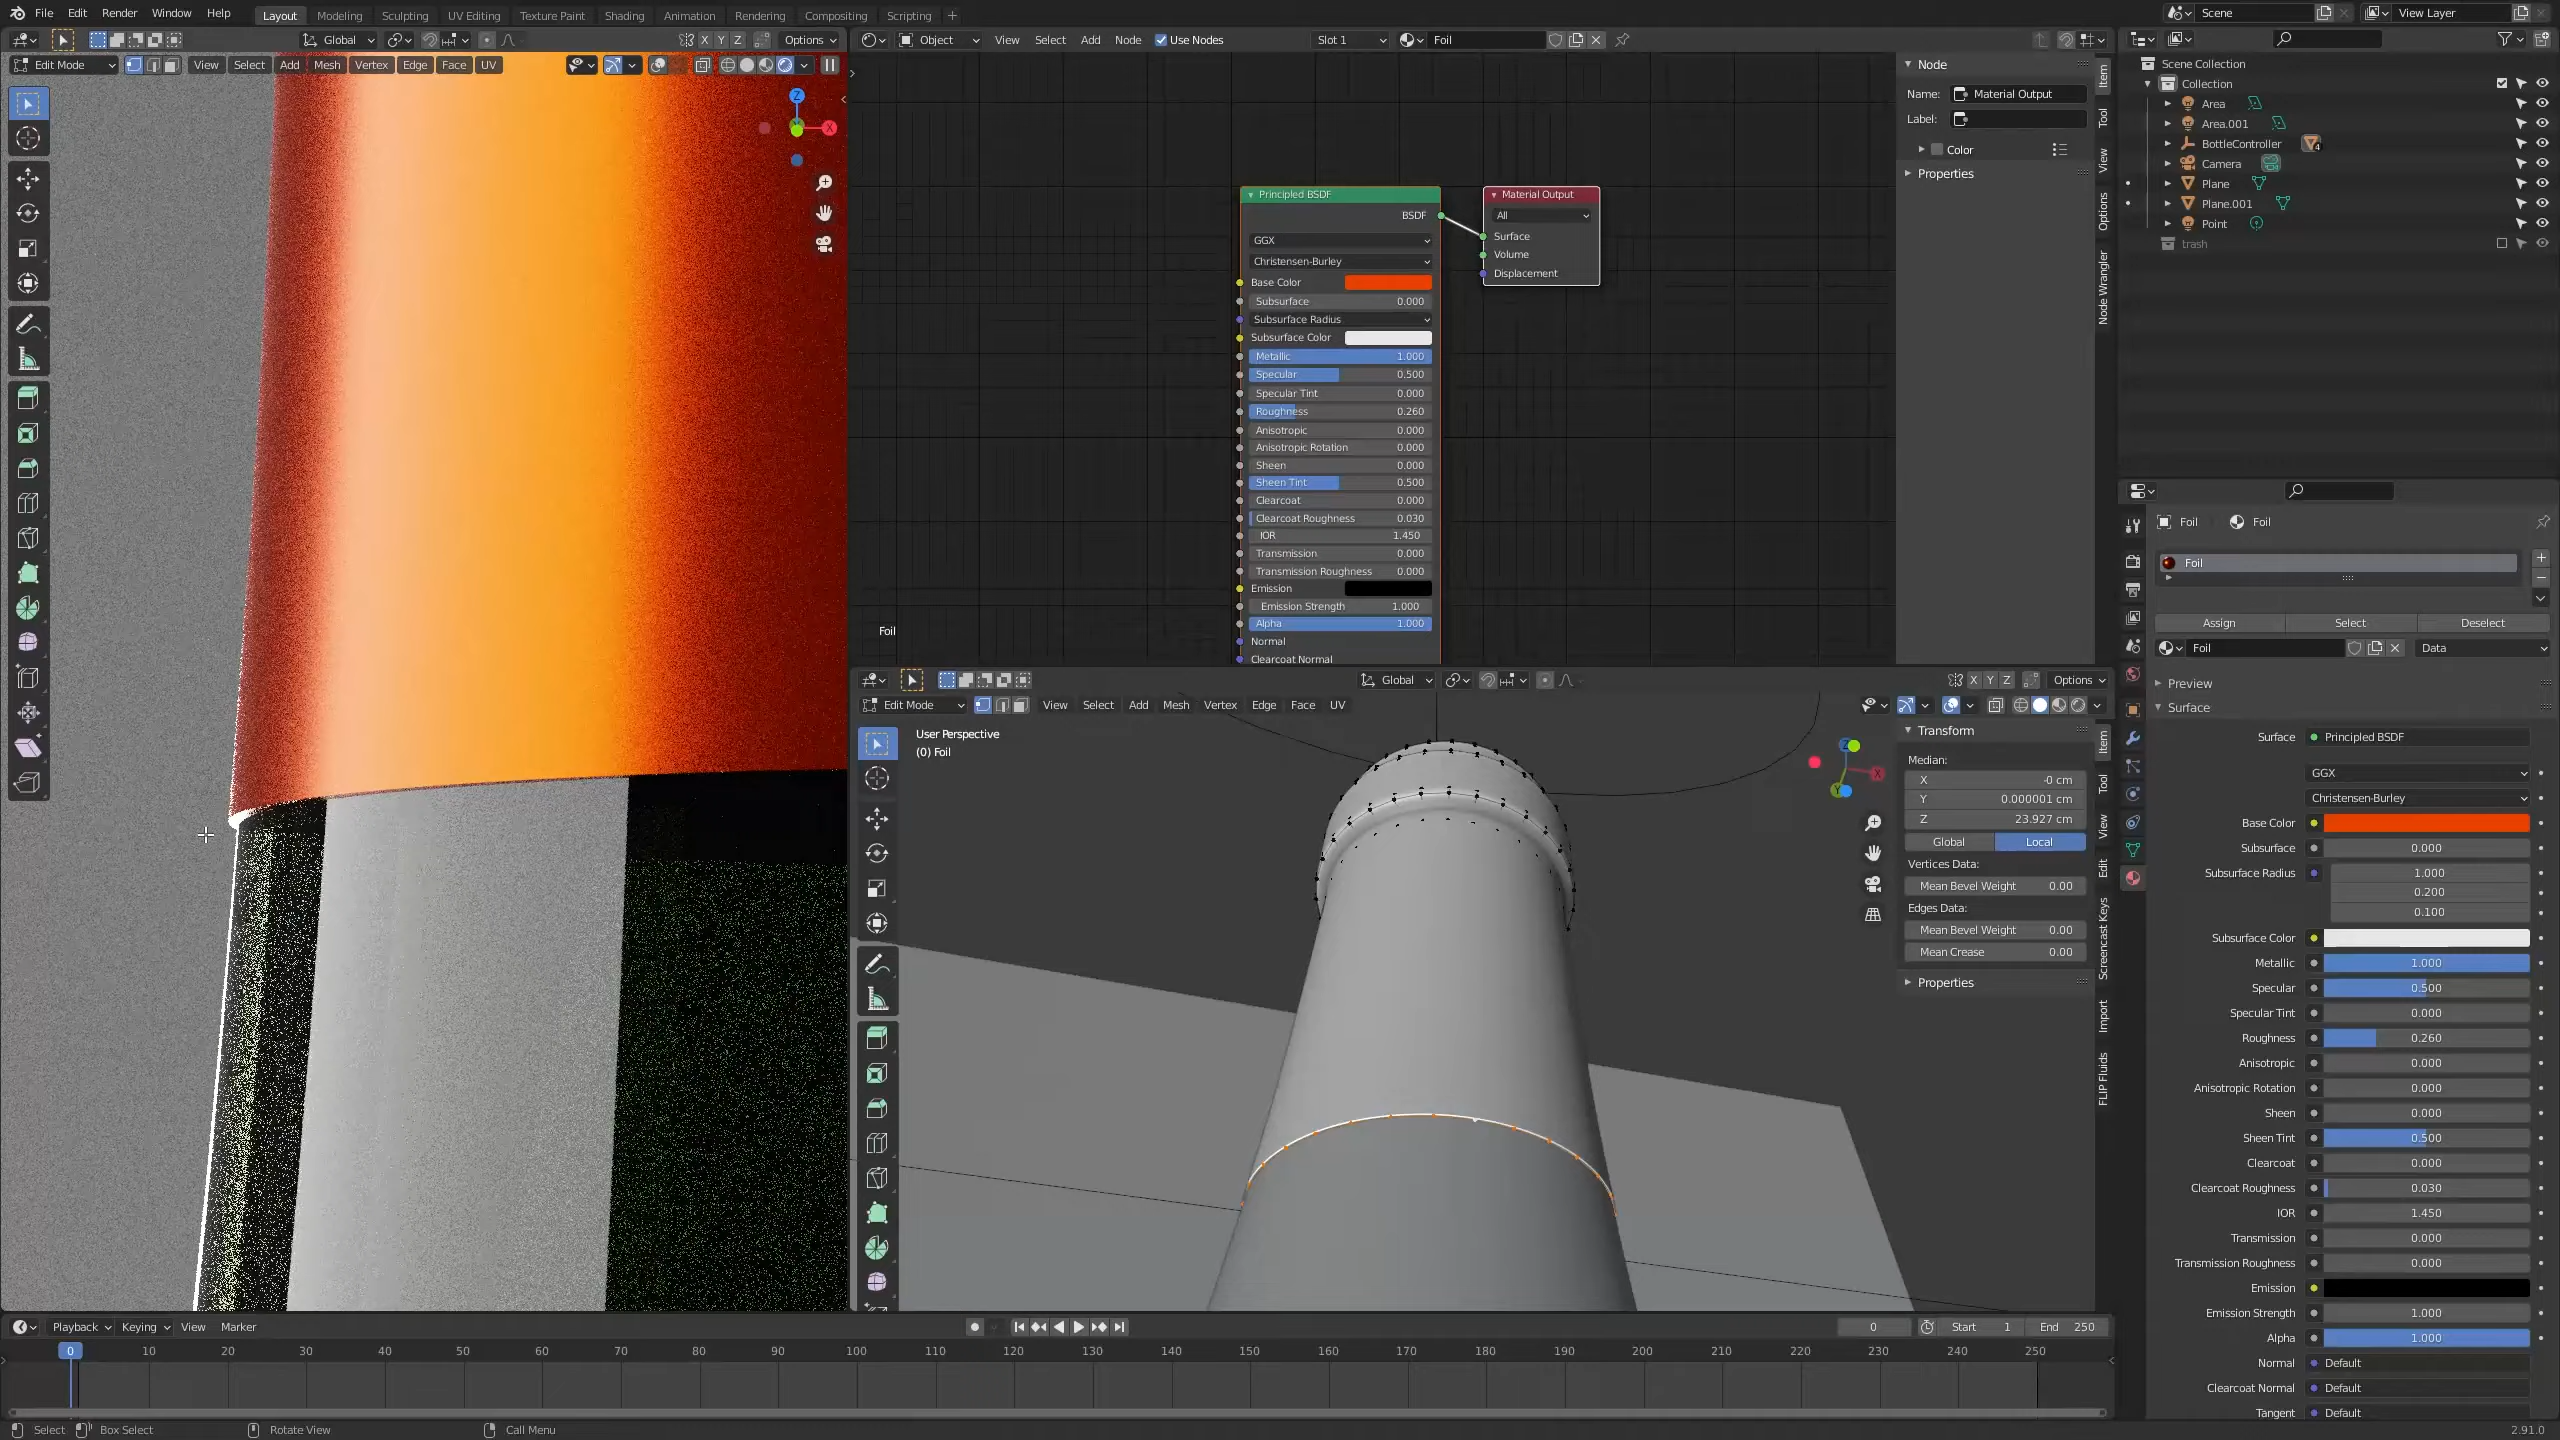 File Edit Render Window Help Layout Modeling Sculpting UV Editing Texture Paint Shading Animation Rendering Compositing Scripting + Scene View Layer
Global X Y Z Options
Edit Mode View Select Add Mesh Vertex Edge Face UV
Z
X
Object View Select Add Node Use Nodes Slot 1 Foil
Principled BSDF
BSDF
GGX
Christensen-Burley
Base Color
Subsurface 0.000
Subsurface Radius
Subsurface Color
Metallic 1.000
Specular 0.500
Specular Tint 0.000
Roughness 0.260
Anisotropic 0.000
Anisotropic Rotation 0.000
Sheen 0.000
Sheen Tint 0.500
Clearcoat 0.000
Clearcoat Roughness 0.030
IOR 1.450
Transmission 0.000
Transmission Roughness 0.000
Emission
Emission Strength 1.000
Alpha 1.000
Normal
Clearcoat Normal
Material Output
All
Surface
Volume
Displacement
Foil
Node
Name: Material Output
Label:
Color
Properties
Item
Tool
View
Options
Node Wrangler
Global X Y Z Options
Edit Mode View Select Add Mesh Vertex Edge Face UV
User Perspective
(0) Foil
Transform
Median:
X -0 cm
Y 0.000001 cm
Z 23.927 cm
Global Local
Vertices Data:
Mean Bevel Weight 0.00
Edges Data:
Mean Bevel Weight 0.00
Mean Crease 0.00
Properties
Item
Tool
View
Edit
Screencast Keys
Import
FLIP Fluids
Scene Collection
Collection
Area
Area.001
BottleController 4
Camera
Plane
Plane.001
Point
trash
Foil Foil
Foil
Assign Select Deselect
Foil Data
Preview
Surface
Surface Principled BSDF
GGX
Christensen-Burley
Base Color
Subsurface 0.000
Subsurface Radius 1.000
0.200
0.100
Subsurface Color
Metallic 1.000
Specular 0.500
Specular Tint 0.000
Roughness 0.260
Anisotropic 0.000
Anisotropic Rotation 0.000
Sheen 0.000
Sheen Tint 0.500
Clearcoat 0.000
Clearcoat Roughness 0.030
IOR 1.450
Transmission 0.000
Transmission Roughness 0.000
Emission
Emission Strength 1.000
Alpha 1.000
Normal Default
Clearcoat Normal Default
Tangent Default
Playback Keying View Marker 0 Start 1 End 250
0 10 20 30 40 50 60 70 80 90 100 110 120 130 140 150 160 170 180 190 200 210 220 230 240 250
Select Box Select Rotate View Call Menu 2.91.0